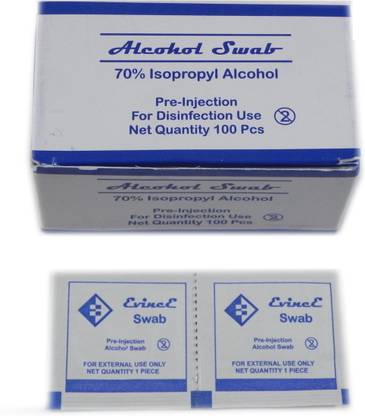 Alcohol Swab
70% Isopropyl Alcohol
Pre-Injection
For Disinfection Use
Net Quantity 100 Pcs
Alcohol Swab
70% Isopropyl Alcohol
Pre-Injection
For Disinfection Use
Net Quantity 100 Pcs
EvincE
Swab
Pre-Injection
Alcohol Swab
FOR EXTERNAL USE ONLY
NET QUANTITY 1 PIECE
EvincE
Swab
Pre-Injection
Alcohol Swab
FOR EXTERNAL USE ONLY
NET QUANTITY 1 PIECE